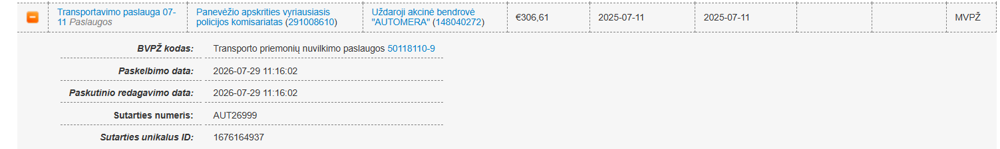 Transportavimo paslauga 07-
11 Paslaugos
Panevėžio apskrities vyriausiasis
policijos komisariatas (291008610)
Uždaroji akcinė bendrovė
"AUTOMERA" (148040272)
€306,61
2025-07-11
2025-07-11
MVPŽ
BVPŽ kodas: Transporto priemonių nuvilkimo paslaugos 50118110-9
Paskelbimo data: 2026-07-29 11:16:02
Paskutinio redagavimo data: 2026-07-29 11:16:02
Sutarties numeris: AUT26999
Sutarties unikalus ID: 1676164937